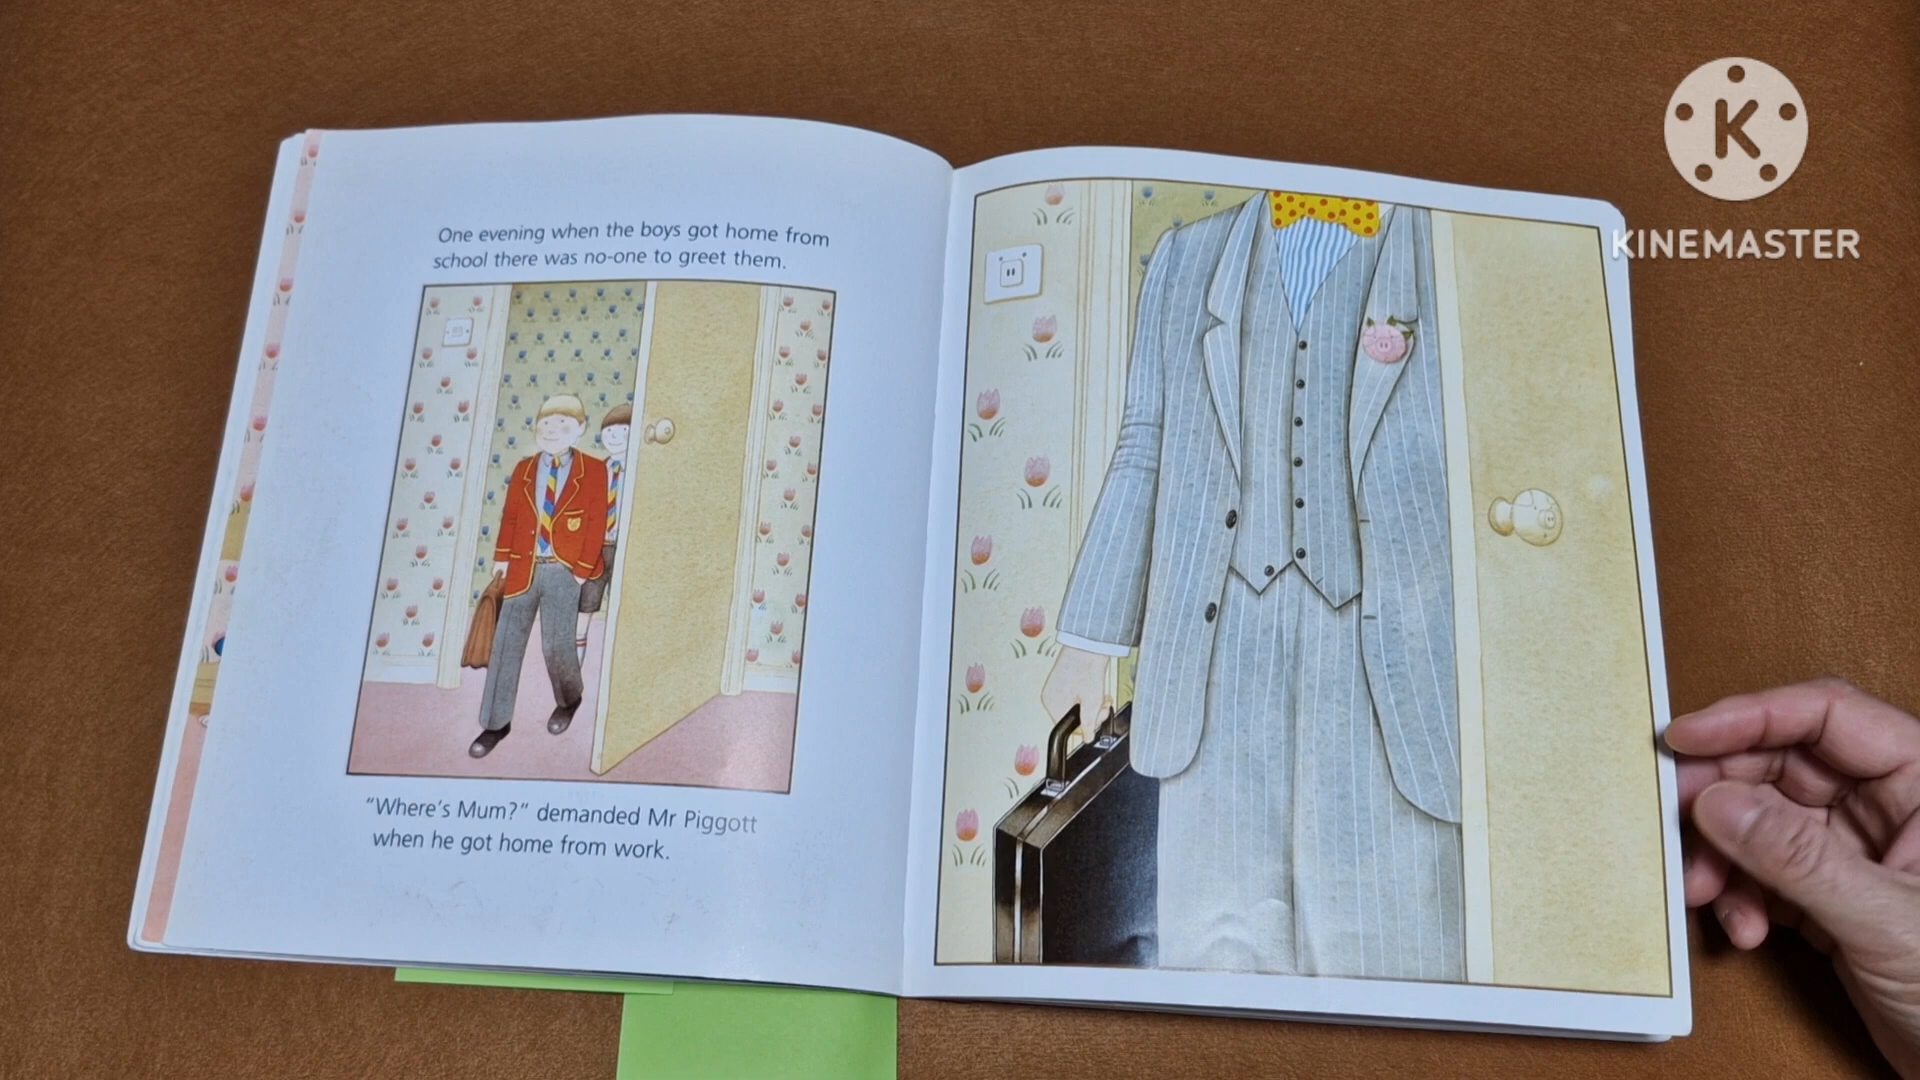 One evening when the boys got home from
school there was no-one to greet them.
"Where's Mum?" demanded Mr Piggott
when he got home from work.
K
KINEMASTER